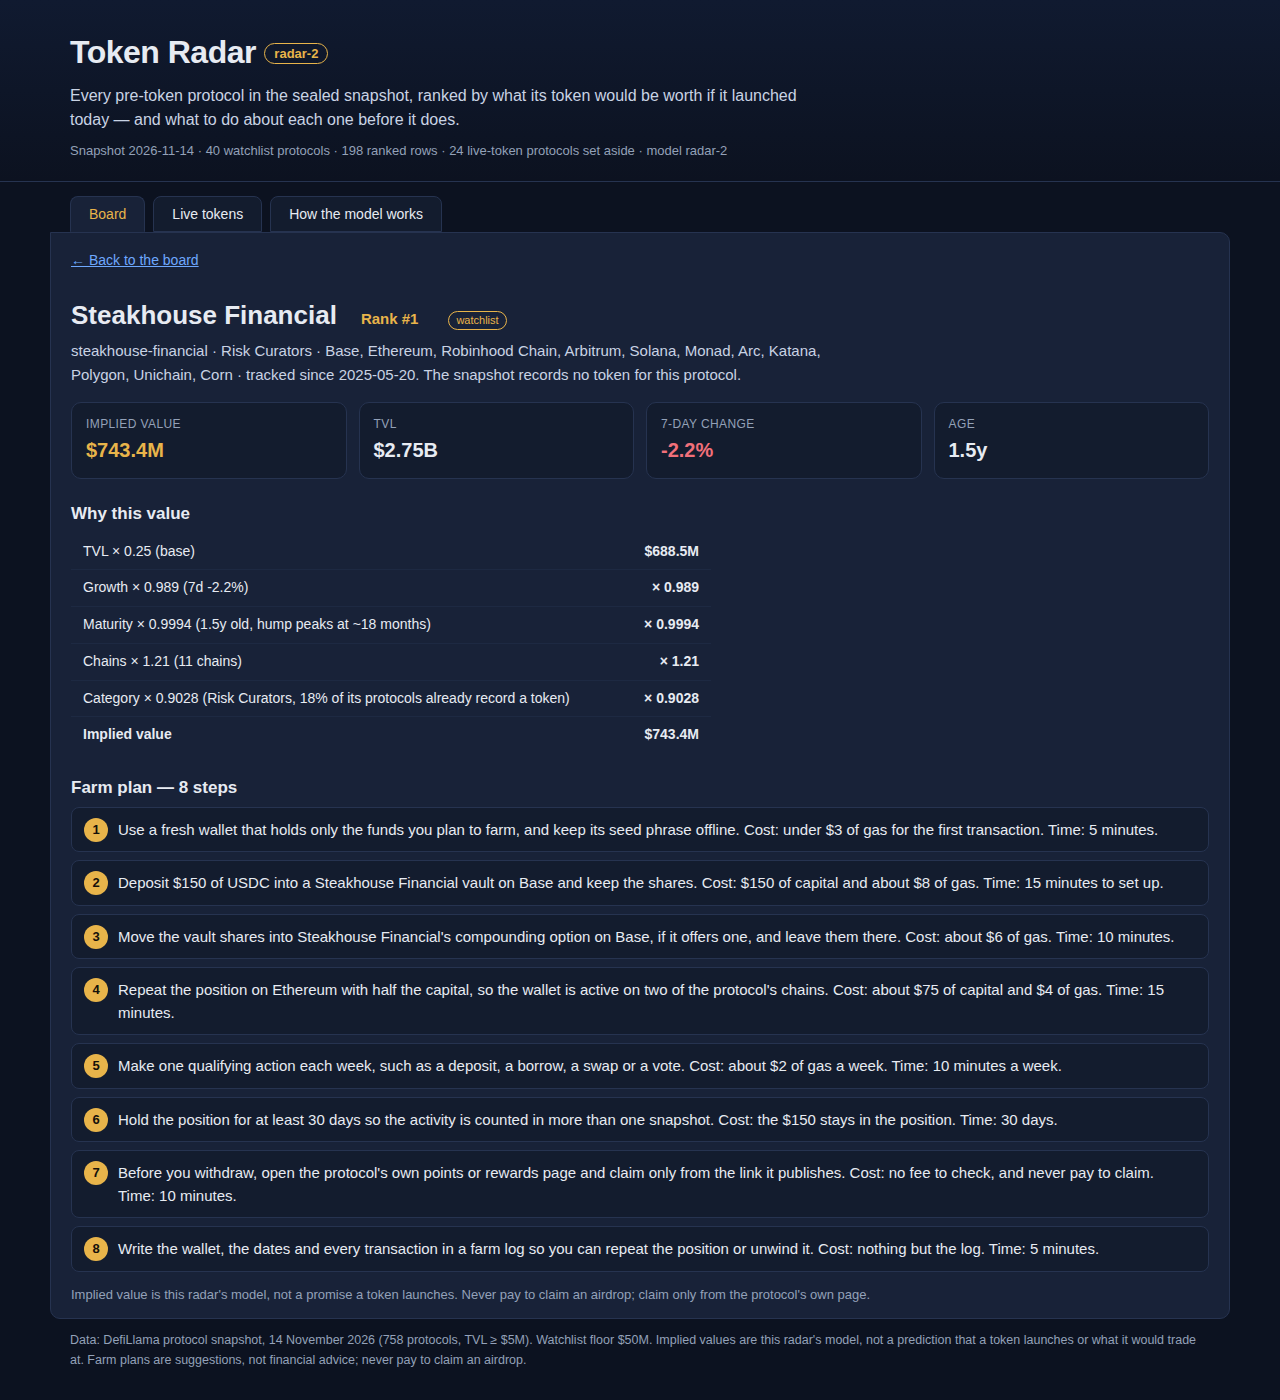 Token Radar radar-2
Every pre-token protocol in the sealed snapshot, ranked by what its token would be worth if it launched
today — and what to do about each one before it does.
Snapshot 2026-11-14 · 40 watchlist protocols · 198 ranked rows · 24 live-token protocols set aside · model radar-2
Board Live tokens How the model works
← Back to the board
Steakhouse Financial Rank #1 watchlist
steakhouse-financial · Risk Curators · Base, Ethereum, Robinhood Chain, Arbitrum, Solana, Monad, Arc, Katana,
Polygon, Unichain, Corn · tracked since 2025-05-20. The snapshot records no token for this protocol.
IMPLIED VALUE TVL 7-DAY CHANGE AGE
$743.4M $2.75B -2.2% 1.5y
Why this value
TVL × 0.25 (base) $688.5M
Growth × 0.989 (7d -2.2%) × 0.989
Maturity × 0.9994 (1.5y old, hump peaks at ~18 months) × 0.9994
Chains × 1.21 (11 chains) × 1.21
Category × 0.9028 (Risk Curators, 18% of its protocols already record a token) × 0.9028
Implied value $743.4M
Farm plan — 8 steps
1 Use a fresh wallet that holds only the funds you plan to farm, and keep its seed phrase offline. Cost: under $3 of gas for the first transaction. Time: 5 minutes.
2 Deposit $150 of USDC into a Steakhouse Financial vault on Base and keep the shares. Cost: $150 of capital and about $8 of gas. Time: 15 minutes to set up.
3 Move the vault shares into Steakhouse Financial's compounding option on Base, if it offers one, and leave them there. Cost: about $6 of gas. Time: 10 minutes.
4 Repeat the position on Ethereum with half the capital, so the wallet is active on two of the protocol's chains. Cost: about $75 of capital and $4 of gas. Time: 15
minutes.
5 Make one qualifying action each week, such as a deposit, a borrow, a swap or a vote. Cost: about $2 of gas a week. Time: 10 minutes a week.
6 Hold the position for at least 30 days so the activity is counted in more than one snapshot. Cost: the $150 stays in the position. Time: 30 days.
7 Before you withdraw, open the protocol's own points or rewards page and claim only from the link it publishes. Cost: no fee to check, and never pay to claim.
Time: 10 minutes.
8 Write the wallet, the dates and every transaction in a farm log so you can repeat the position or unwind it. Cost: nothing but the log. Time: 5 minutes.
Implied value is this radar's model, not a promise a token launches. Never pay to claim an airdrop; claim only from the protocol's own page.
Data: DefiLlama protocol snapshot, 14 November 2026 (758 protocols, TVL ≥ $5M). Watchlist floor $50M. Implied values are this radar's model, not a prediction that a token launches or what it would trade
at. Farm plans are suggestions, not financial advice; never pay to claim an airdrop.